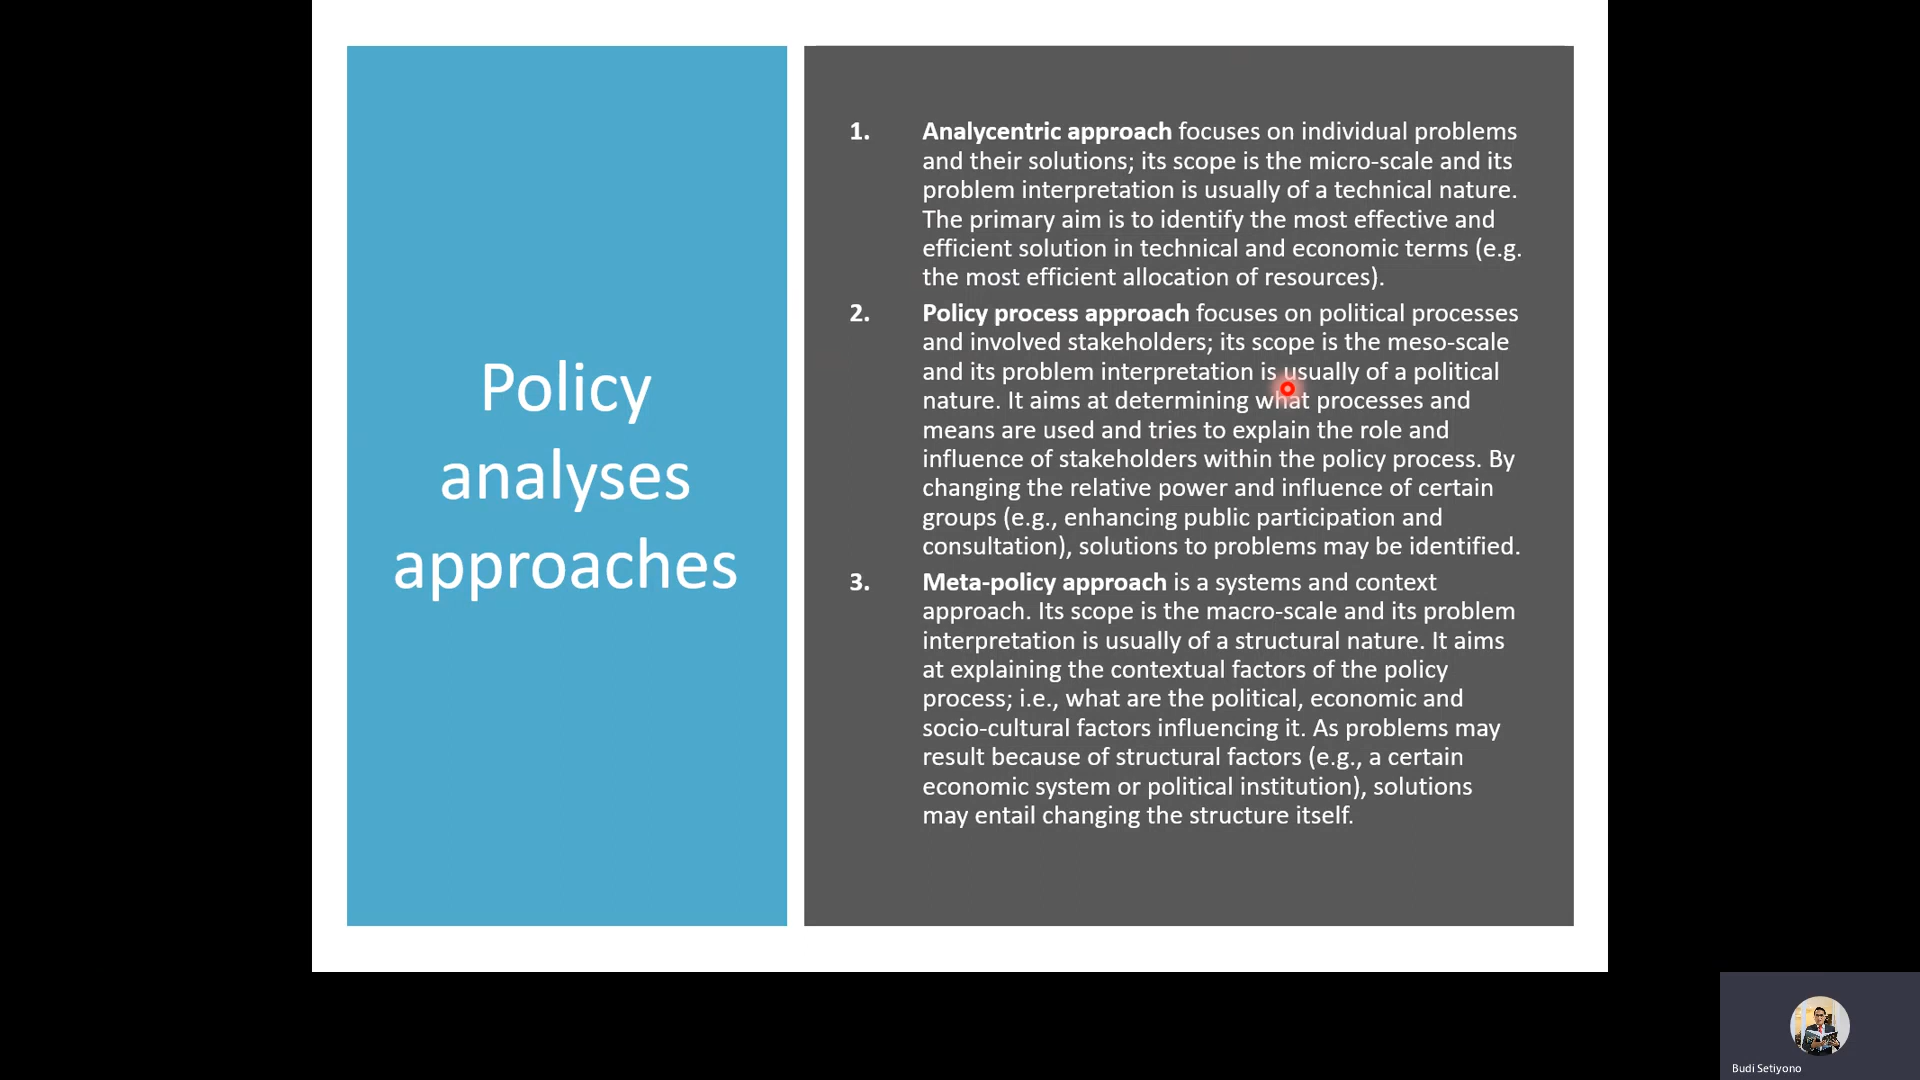 Policy
analyses
approaches
1. Analycentric approach focuses on individual problems
and their solutions; its scope is the micro-scale and its
problem interpretation is usually of a technical nature.
The primary aim is to identify the most effective and
efficient solution in technical and economic terms (e.g.
the most efficient allocation of resources).
2. Policy process approach focuses on political processes
and involved stakeholders; its scope is the meso-scale
and its problem interpretation is usually of a political
nature. It aims at determining what processes and
means are used and tries to explain the role and
influence of stakeholders within the policy process. By
changing the relative power and influence of certain
groups (e.g., enhancing public participation and
consultation), solutions to problems may be identified.
3. Meta-policy approach is a systems and context
approach. Its scope is the macro-scale and its problem
interpretation is usually of a structural nature. It aims
at explaining the contextual factors of the policy
process; i.e., what are the political, economic and
socio-cultural factors influencing it. As problems may
result because of structural factors (e.g., a certain
economic system or political institution), solutions
may entail changing the structure itself.
Budi Setiyono